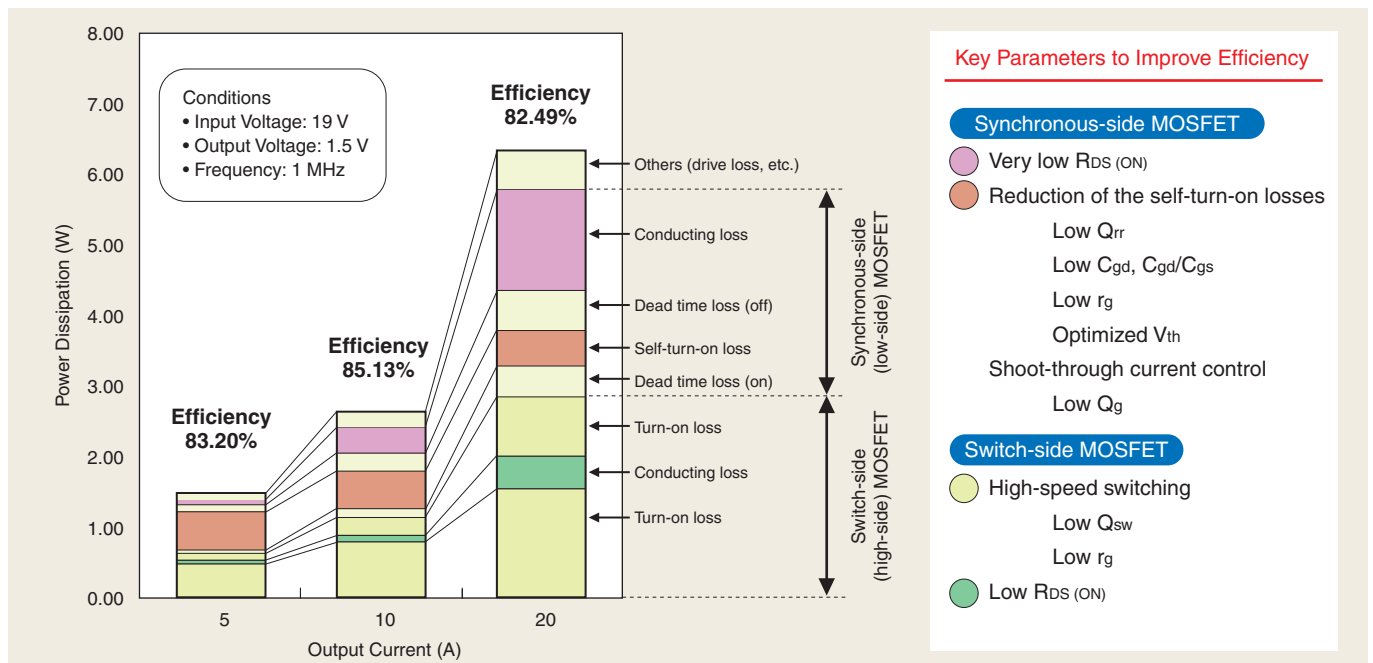 8.00
7.00
6.00
5.00
4.00
3.00
2.00
1.00
0.00
Power Dissipation (W)
Conditions
• Input Voltage: 19 V
• Output Voltage: 1.5 V
• Frequency: 1 MHz
Efficiency
83.20%
Efficiency
85.13%
Efficiency
82.49%
5
10
20
Output Current (A)
Others (drive loss, etc.)
Conducting loss
Dead time loss (off)
Self-turn-on loss
Dead time loss (on)
Turn-on loss
Conducting loss
Turn-on loss
Synchronous-side
(low-side) MOSFET
Switch-side
(high-side) MOSFET
Key Parameters to Improve Efficiency
Synchronous-side MOSFET
Very low RDS (ON)
Reduction of the self-turn-on losses
Low Qrr
Low Cgd, Cgd/Cgs
Low rg
Optimized Vth
Shoot-through current control
Low Qg
Switch-side MOSFET
High-speed switching
Low Qsw
Low rg
Low RDS (ON)